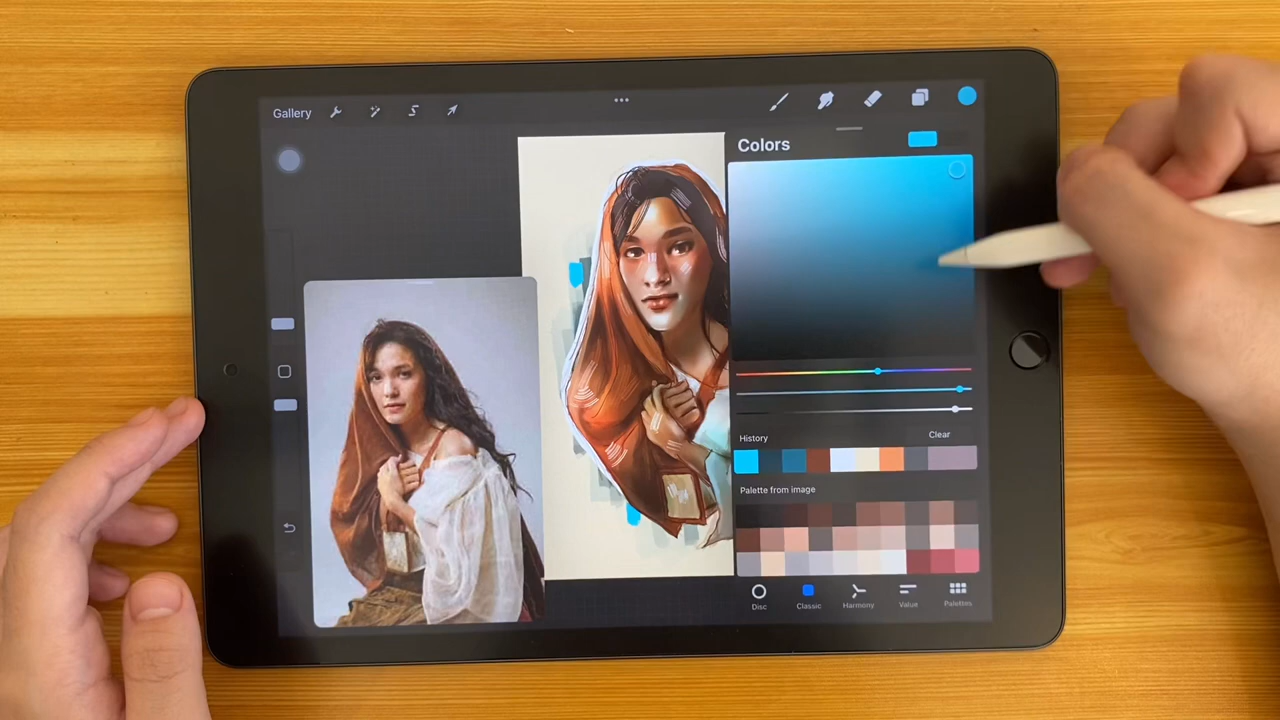 Gallery
Colors
History
Clear
Palette from image
Disc
Classic
Harmony
Value
Palettes